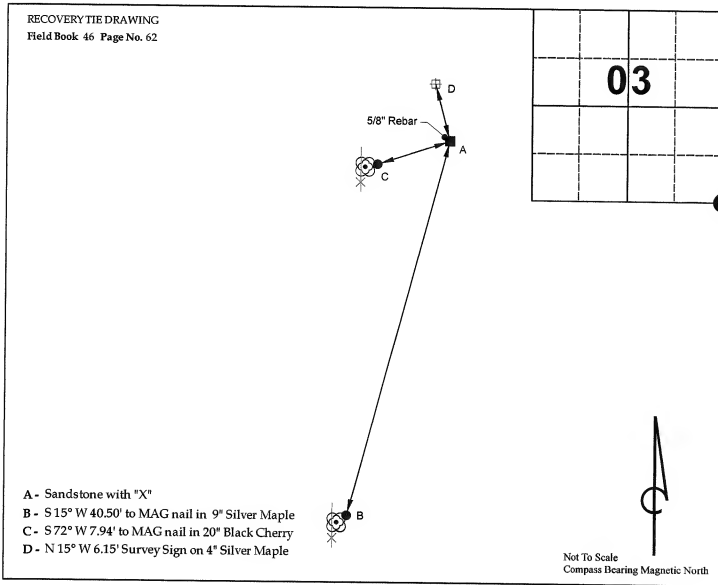 RECOVERY TIE DRAWING
Field Book 46 Page No. 62
03
D
5/8" Rebar
A
C
B
A - Sandstone with "X"
B - S 15° W 40.50' to MAG nail in 9" Silver Maple
C - S 72° W 7.94' to MAG nail in 20" Black Cherry
D - N 15° W 6.15' Survey Sign on 4" Silver Maple
Not To Scale
Compass Bearing Magnetic North